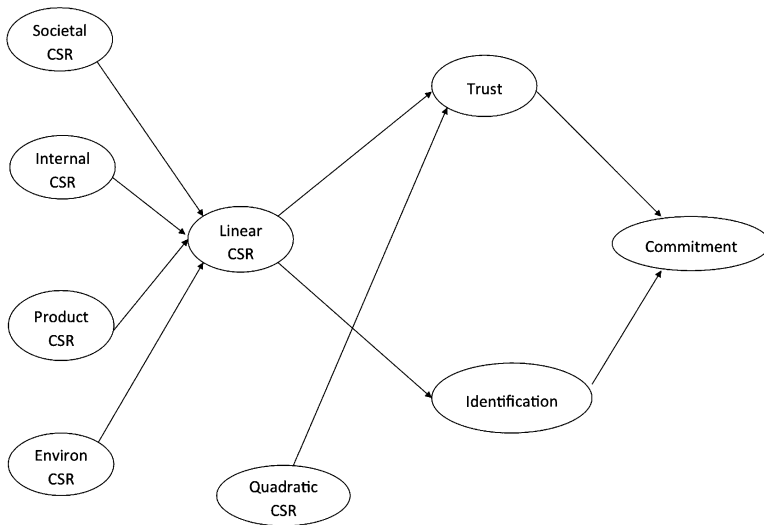 Societal
CSR
Internal
CSR
Product
CSR
Environ
CSR
Linear
CSR
Quadratic
CSR
Trust
Identification
Commitment